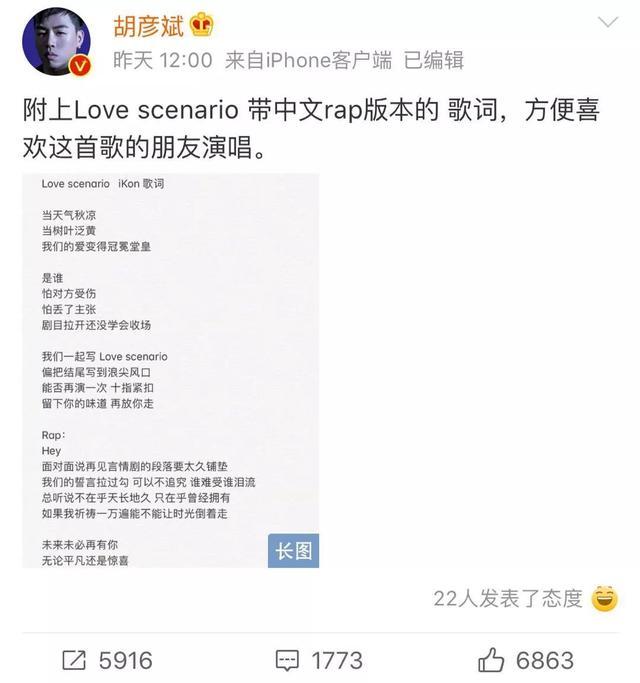 胡彦斌
昨天 12:00 来自iPhone客户端 已编辑
附上Love scenario 带中文rap版本的 歌词，方便喜
欢这首歌的朋友演唱。
Love scenario iKon 歌词
当天气秋凉
当树叶泛黄
我们的爱变得冠冕堂皇
是谁
怕对方受伤
怕丢了主张
剧目拉开还没学会收场
我们一起写 Love scenario
偏把结尾写到浪尖风口
能否再演一次 十指紧扣
留下你的味道 再放你走
Rap：
Hey
面对面说再见言情剧的段落要太久铺垫
我们的誓言拉过勾 可以不追究 谁难受谁泪流
总听说不在乎天长地久 只在乎曾经拥有
如果我祈祷一万遍能不能让时光倒着走
未来未必再有你
无论平凡还是惊喜
长图
22人发表了态度
5916
1773
6863